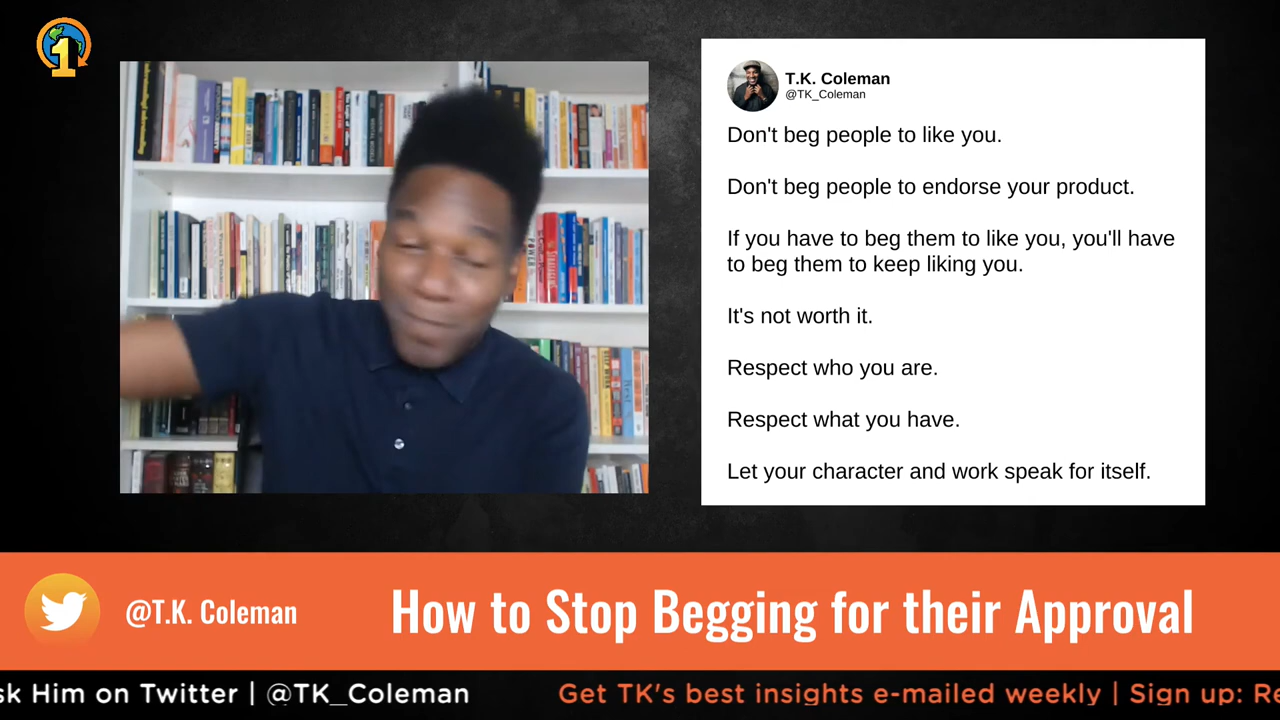 1
T.K. Coleman
@TK_Coleman
Don't beg people to like you.
Don't beg people to endorse your product.
If you have to beg them to like you, you'll have
to beg them to keep liking you.
It's not worth it.
Respect who you are.
Respect what you have.
Let your character and work speak for itself.
@T.K. Coleman
How to Stop Begging for their Approval
sk Him on Twitter | @TK_Coleman
Get TK's best insights e-mailed weekly | Sign up: Re